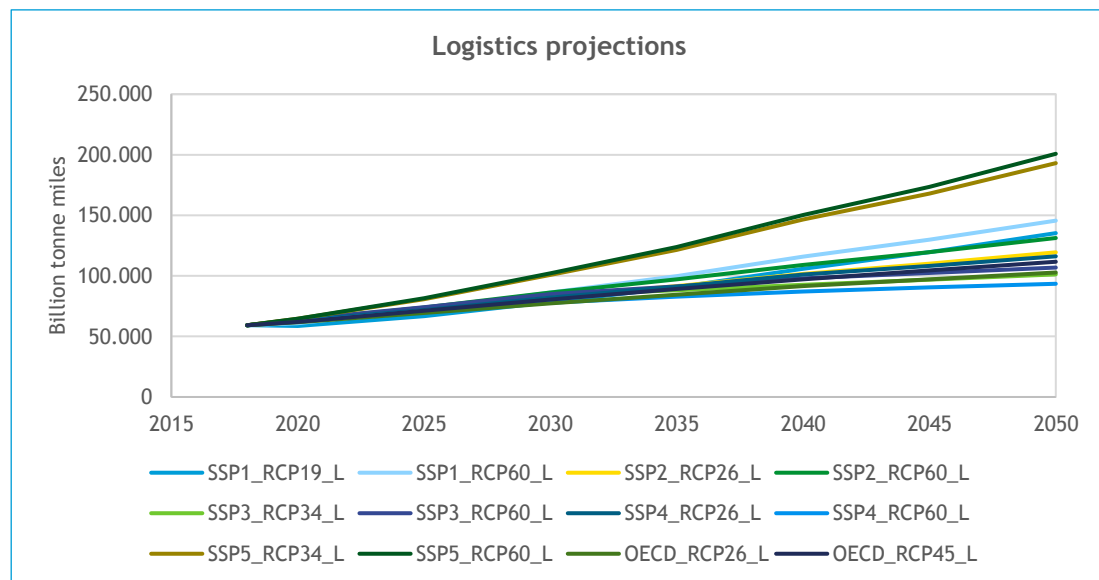 Logistics projections
Billion tonne miles
250.000
200.000
150.000
100.000
50.000
0
2015 2020 2025 2030 2035 2040 2045 2050
SSP1_RCP19_L SSP1_RCP60_L SSP2_RCP26_L SSP2_RCP60_L
SSP3_RCP34_L SSP3_RCP60_L SSP4_RCP26_L SSP4_RCP60_L
SSP5_RCP34_L SSP5_RCP60_L OECD_RCP26_L OECD_RCP45_L